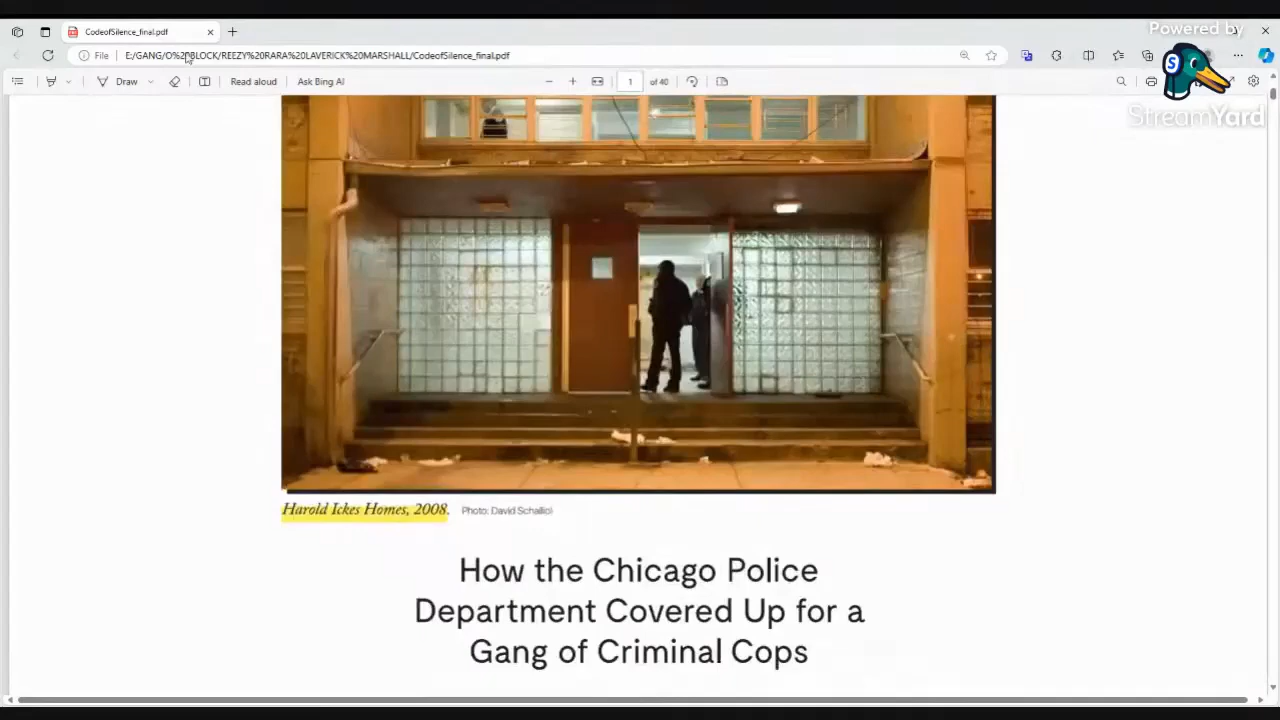 Powered by
StreamYard
CodeofSilence_final.pdf
File
E:/GANG/O%20BLOCK/REEZY%20RARA%20LAVERICK%20MARSHALL/CodeofSilence_final.pdf
Draw
Read aloud
Ask Bing AI
1
of 40
Harold Ickes Homes, 2008.
Photo: David Schalliol
How the Chicago Police
Department Covered Up for a
Gang of Criminal Cops